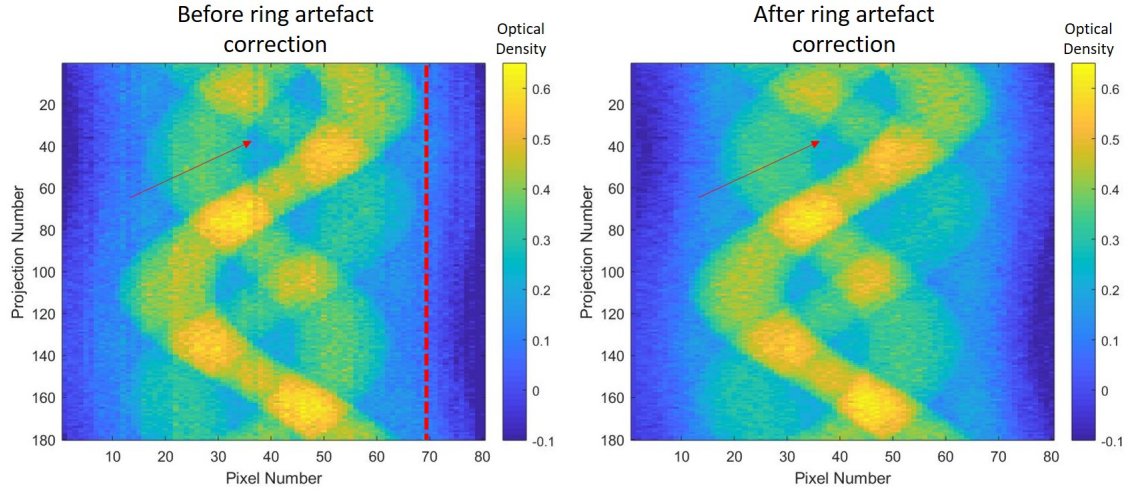 Before ring artefact
correction
Optical
Density
0.6
0.5
0.4
0.3
0.2
0.1
0
-0.1
20
40
60
80
100
120
140
160
180
Projection Number
10 20 30 40 50 60 70 80
Pixel Number
After ring artefact
correction
Optical
Density
0.6
0.5
0.4
0.3
0.2
0.1
0
-0.1
20
40
60
80
100
120
140
160
180
Projection Number
10 20 30 40 50 60 70 80
Pixel Number